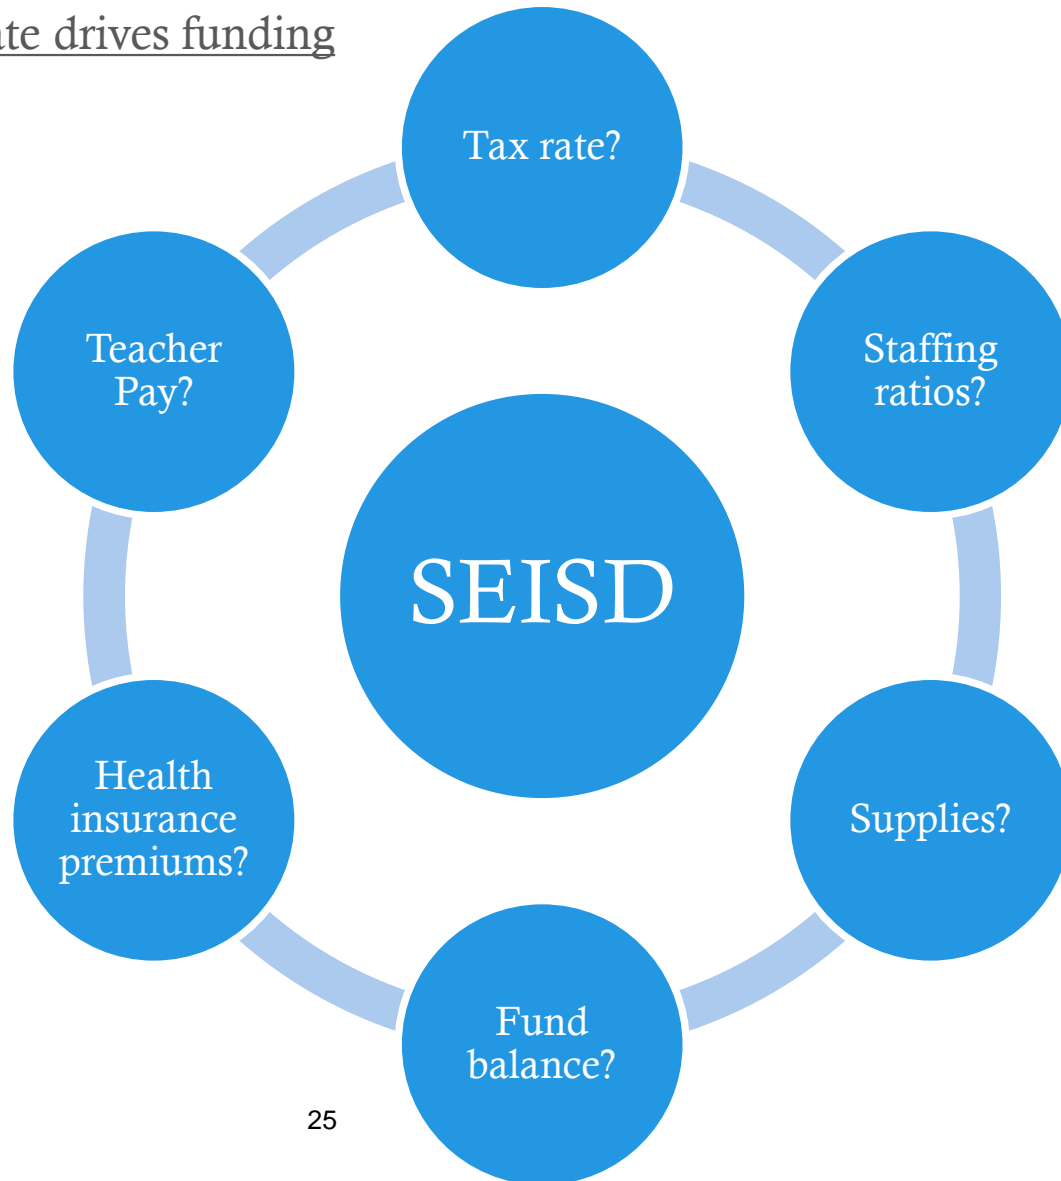 ate drives funding
Tax rate?
Staffing
ratios?
Supplies?
Fund
balance?
Health
insurance
premiums?
Teacher
Pay?
SEISD
25